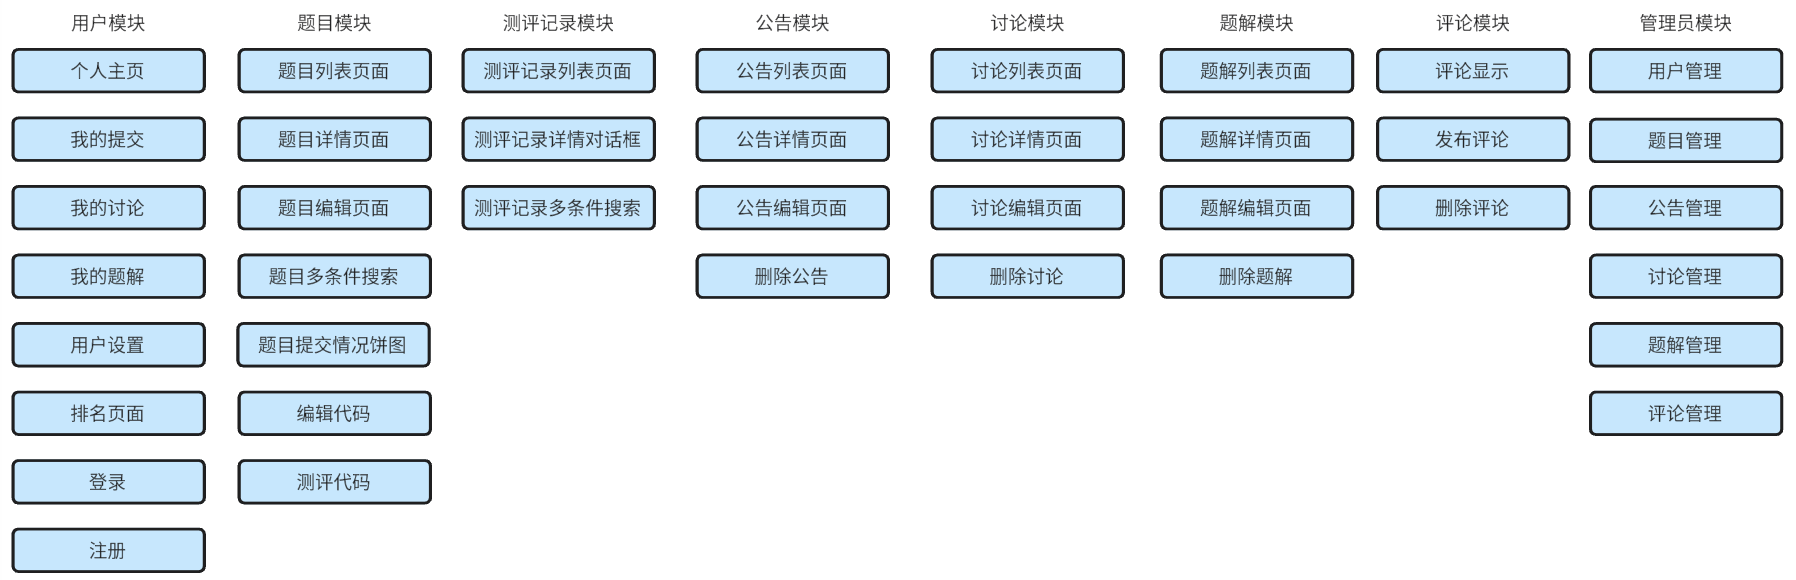 用户模块
个人主页
我的提交
我的讨论
我的题解
用户设置
排名页面
登录
注册
题目模块
题目列表页面
题目详情页面
题目编辑页面
题目多条件搜索
题目提交情况饼图
编辑代码
测评代码
测评记录模块
测评记录列表页面
测评记录详情对话框
测评记录多条件搜索
公告模块
公告列表页面
公告详情页面
公告编辑页面
删除公告
讨论模块
讨论列表页面
讨论详情页面
讨论编辑页面
删除讨论
题解模块
题解列表页面
题解详情页面
题解编辑页面
删除题解
评论模块
评论显示
发布评论
删除评论
管理员模块
用户管理
题目管理
公告管理
讨论管理
题解管理
评论管理